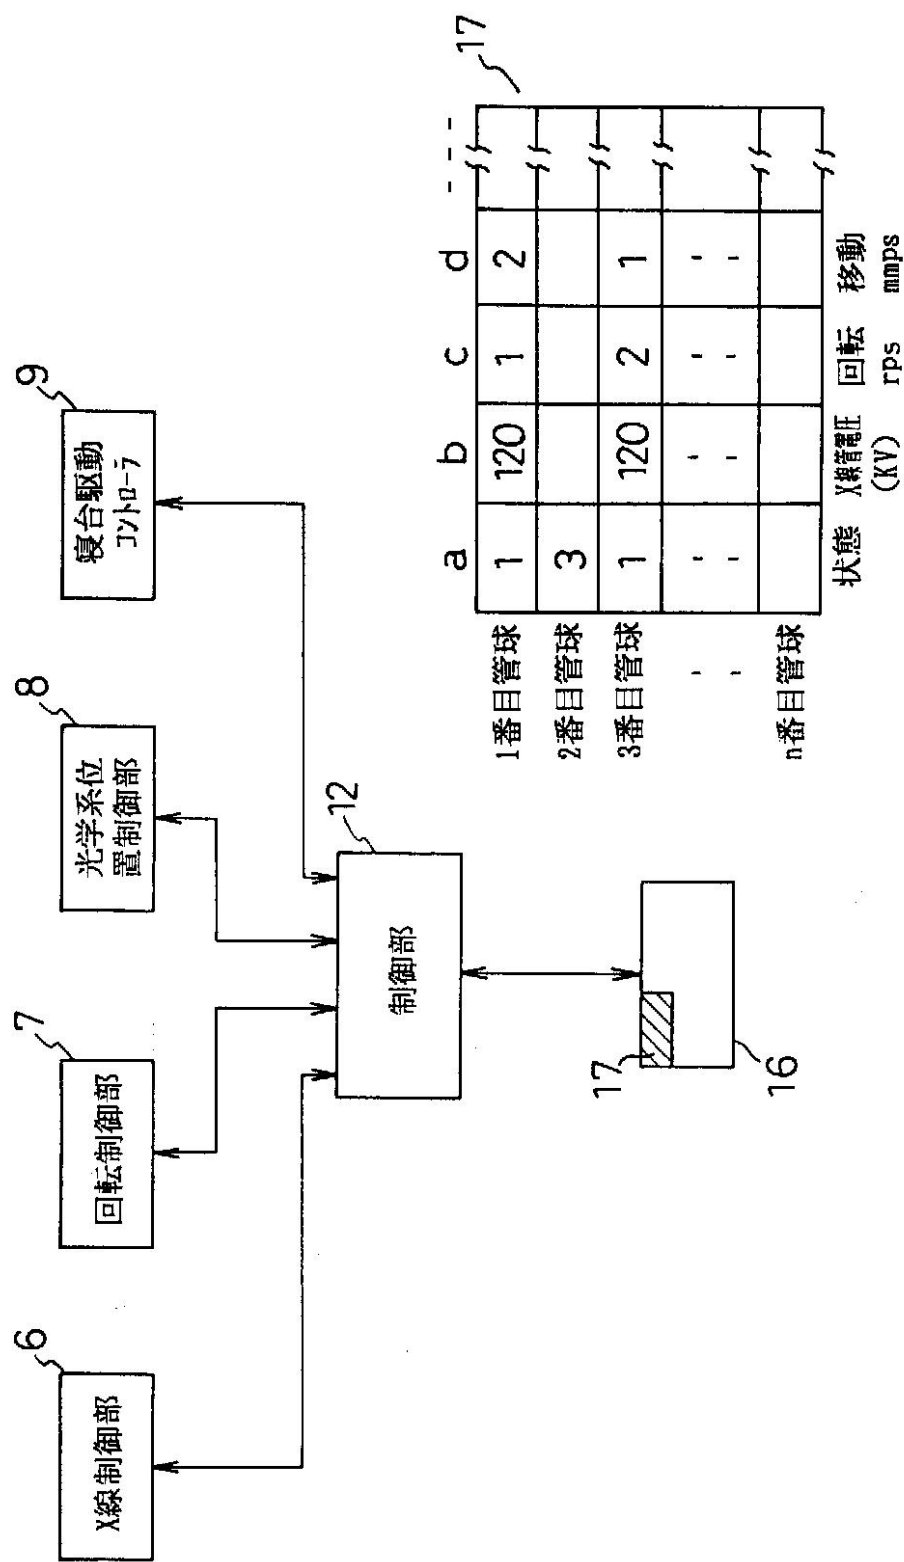 6
X線制御部
7
回転制御部
8
光学系位
置制御部
9
寝台駆動
コントローラ
12
制御部
17
16
17
a b c d - - -
1番目管球 1 120 1 2
2番目管球 3
3番目管球 1 120 2 1
- - - - -
- - - - -
n番目管球
状態 X線管電圧 回転 移動
(KV) rps mmps